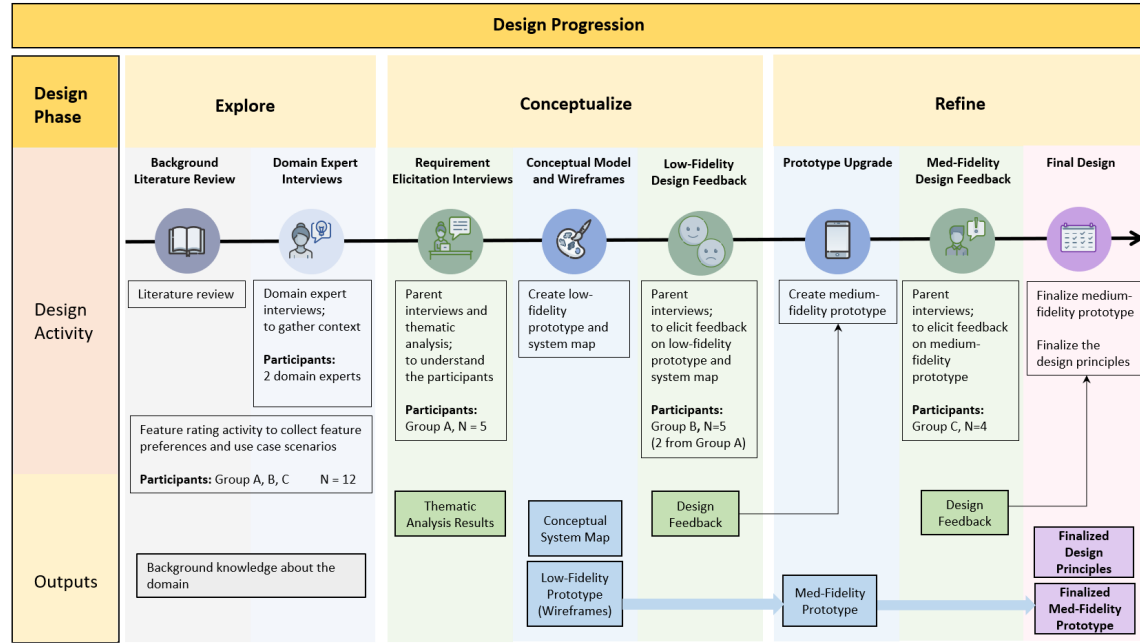 Design Progression
Design
Phase
Explore
Conceptualize
Refine
Design
Activity
Background
Literature Review
Domain Expert
Interviews
Requirement
Elicitation Interviews
Conceptual Model
and Wireframes
Low-Fidelity
Design Feedback
Prototype Upgrade
Med-Fidelity
Design Feedback
Final Design
Literature review
Domain expert
interviews;
to gather context
Participants:
2 domain experts
Feature rating activity to collect feature
preferences and use case scenarios
Participants: Group A, B, C N = 12
Parent
interviews and
thematic
analysis;
to understand
the participants
Participants:
Group A, N = 5
Create low-
fidelity
prototype and
system map
Parent
interviews;
to elicit feedback
on low-fidelity
prototype and
system map
Participants:
Group B, N=5
(2 from Group A)
Create medium-
fidelity prototype
Parent
interviews;
to elicit feedback
on medium-
fidelity
prototype
Participants:
Group C, N=4
Finalize medium-
fidelity prototype
Finalize the
design principles
Outputs
Background knowledge about the
domain
Thematic
Analysis Results
Conceptual
System Map
Low-Fidelity
Prototype
(Wireframes)
Design
Feedback
Med-Fidelity
Prototype
Design
Feedback
Finalized
Design
Principles
Finalized
Med-Fidelity
Prototype